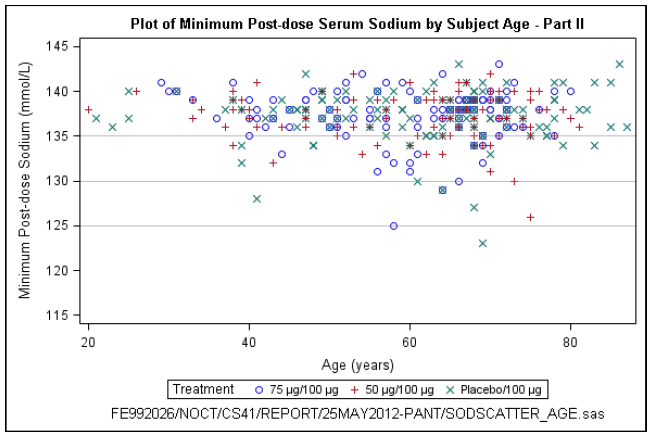 Plot of Minimum Post-dose Serum Sodium by Subject Age - Part II
Minimum Post-dose Sodium (mmol/L)
145
140
135
130
125
120
115
20
40
60
80
Age (years)
Treatment
75 µg/100 µg
50 µg/100 µg
Placebo/100 µg
FE992026/NOCT/CS41/REPORT/25MAY2012-PANT/SODSCATTER_AGE.sas